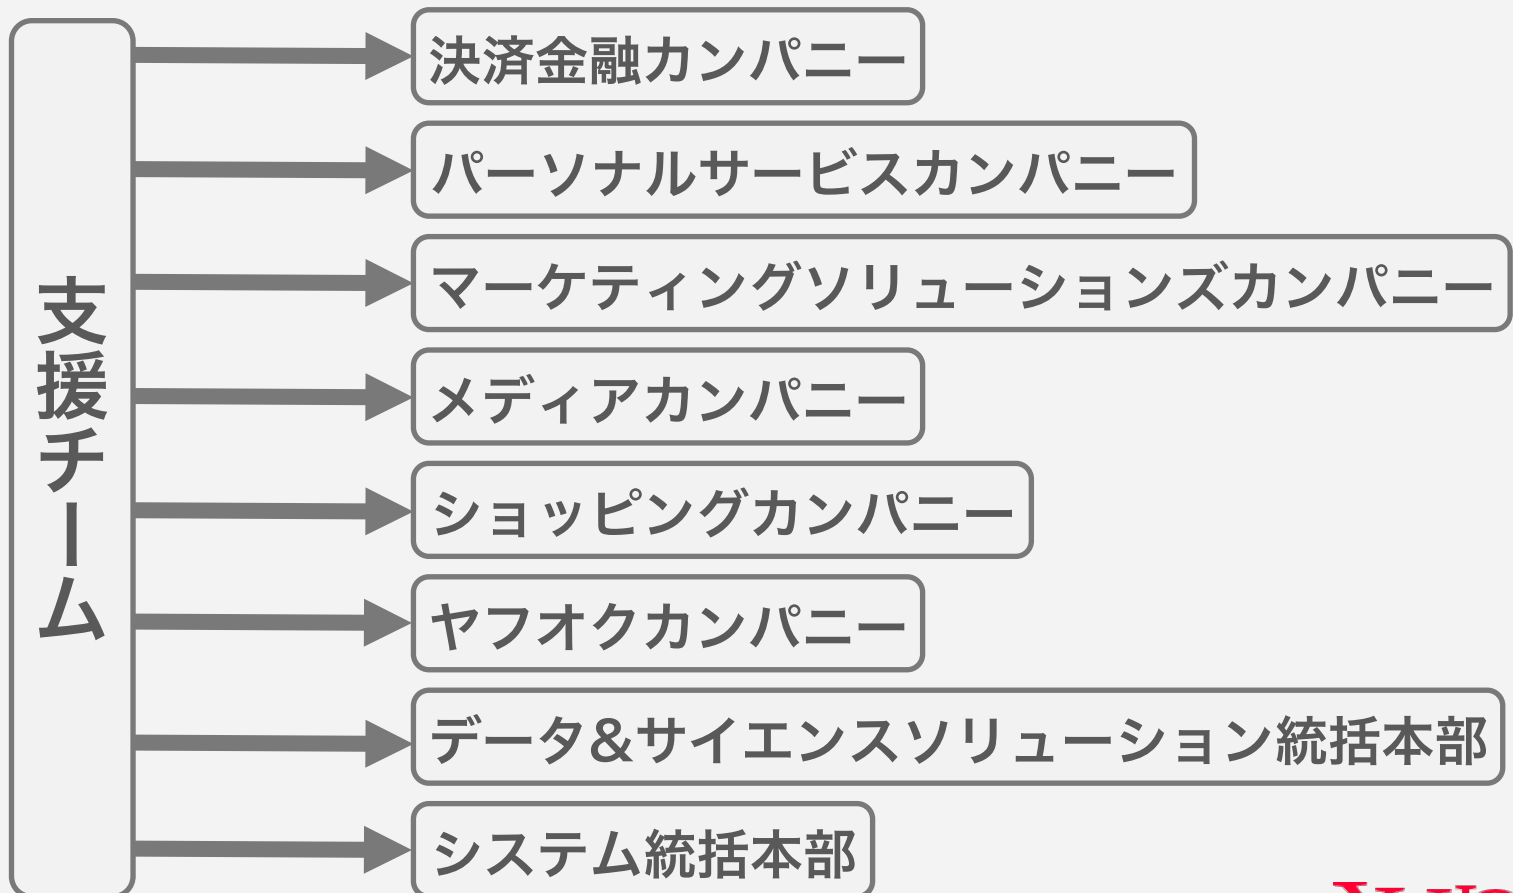 支援チーム
決済金融カンパニー
パーソナルサービスカンパニー
マーケティングソリューションズカンパニー
メディアカンパニー
ショッピングカンパニー
ヤフオクカンパニー
データ&サイエンスソリューション統括本部
システム統括本部